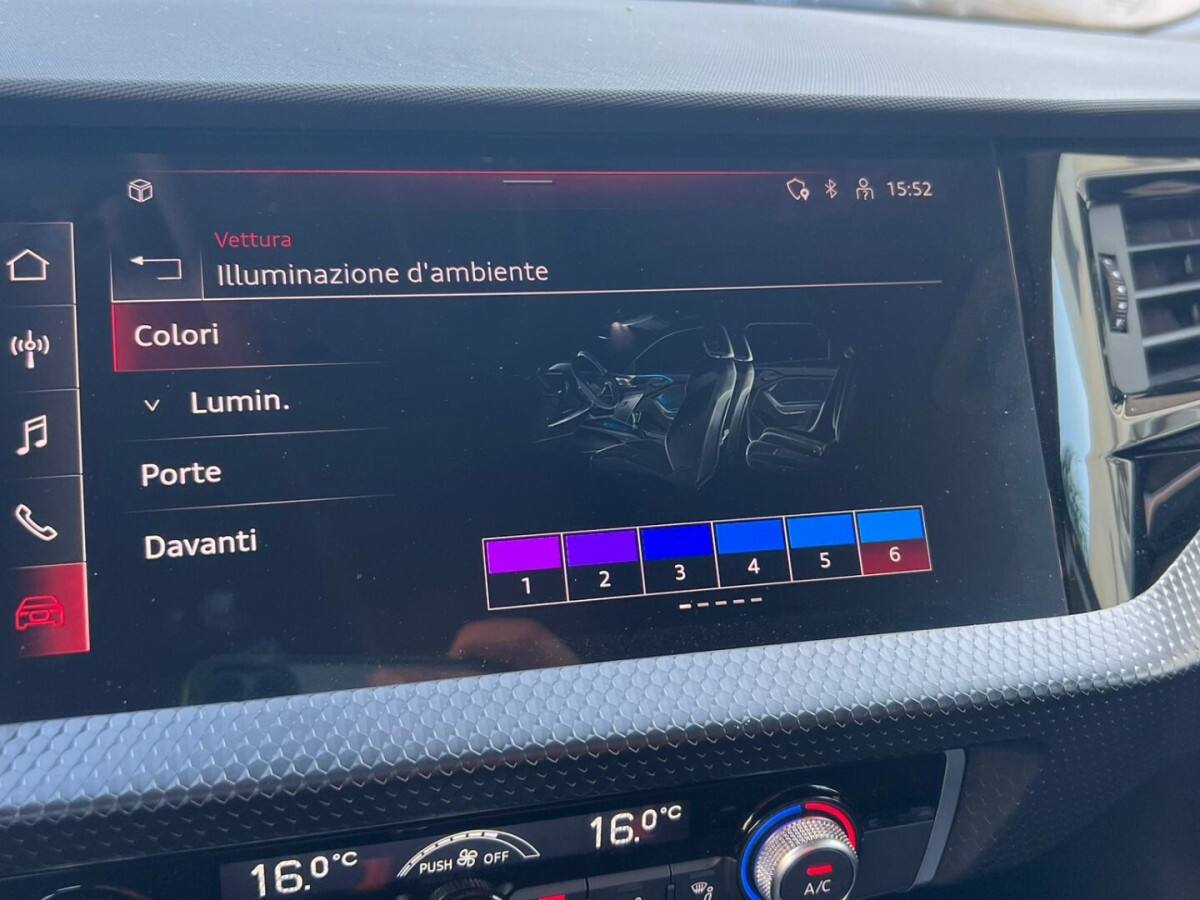 15:52
Vettura
Illuminazione d'ambiente
Colori
Lumin.
Porte
Davanti
1 2 3 4 5 6
16.0°C PUSH OFF 16.0°C
A/C